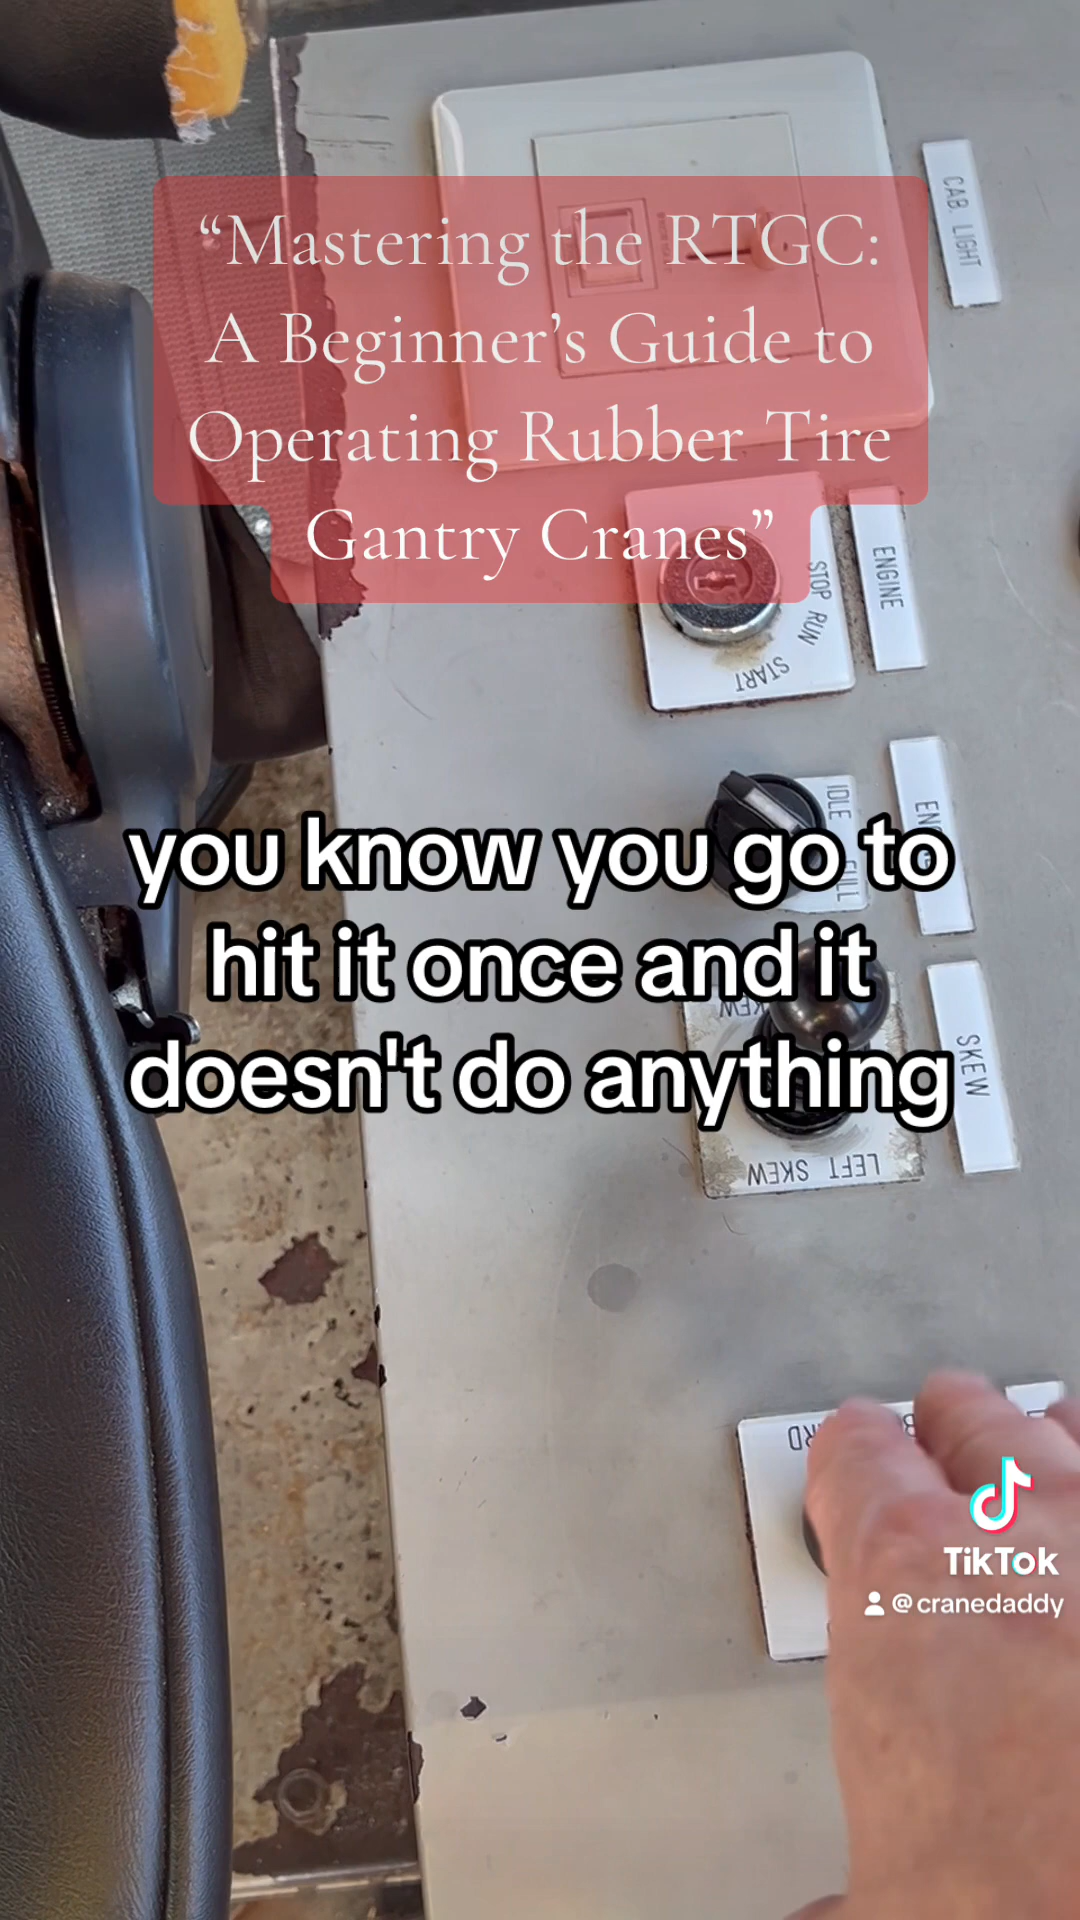 “Mastering the RTGC:
A Beginner’s Guide to
Operating Rubber Tire
Gantry Cranes”
CAB. LIGHT
STOP RUN
START
ENGINE
IDLE
you know you go to
hit it once and it
doesn't do anything
SKEW
SKEW
LEFT SKEW
TikTok
@cranedaddy